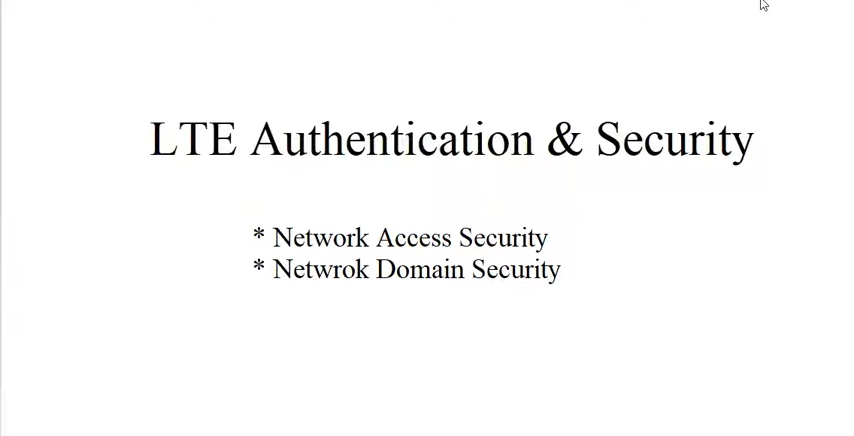 LTE Authentication & Security
* Network Access Security
* Netwrok Domain Security